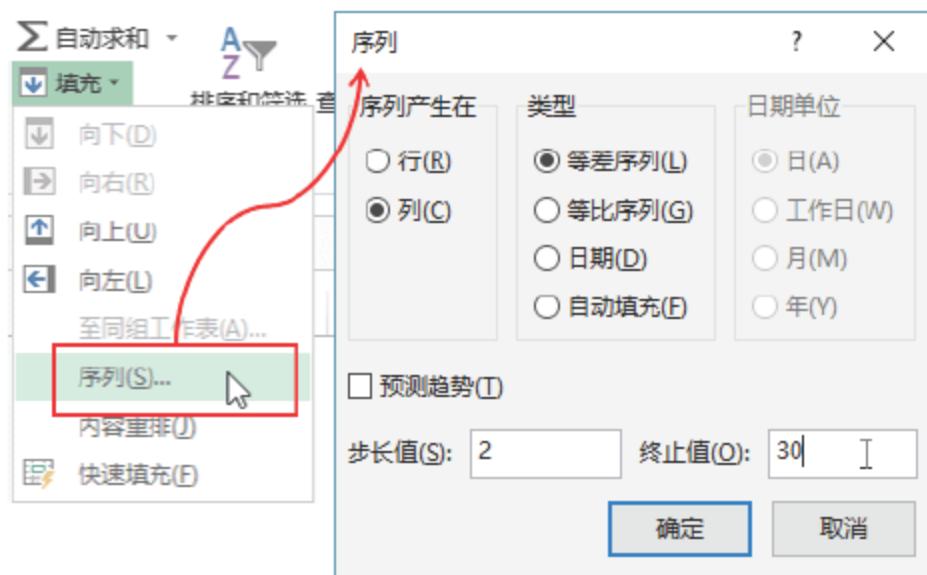 自动求和
填充
AZ
排序和筛选
向下(D)
向右(R)
向上(U)
向左(L)
至同组工作表(A)...
序列(S)...
内容重排(J)
快速填充(F)
序列
?
序列产生在
行(R)
列(C)
类型
等差序列(L)
等比序列(G)
日期(D)
自动填充(F)
日期单位
日(A)
工作日(W)
月(M)
年(Y)
预测趋势(T)
步长值(S): 2 终止值(O): 30
确定 取消